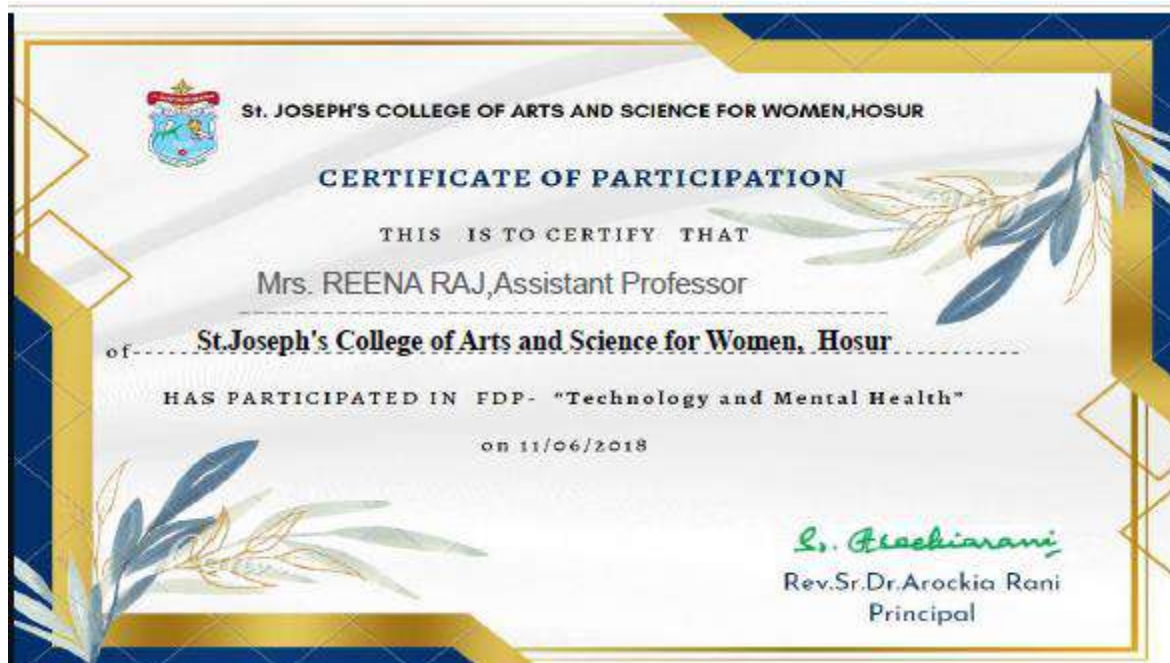 St. JOSEPH'S COLLEGE OF ARTS AND SCIENCE FOR WOMEN,HOSUR
CERTIFICATE OF PARTICIPATION
THIS IS TO CERTIFY THAT
Mrs. REENA RAJ,Assistant Professor
of St.Joseph's College of Arts and Science for Women, Hosur
HAS PARTICIPATED IN FDP- "Technology and Mental Health"
on 11/06/2018
S. Arockiarani
Rev.Sr.Dr.Arockia Rani
Principal